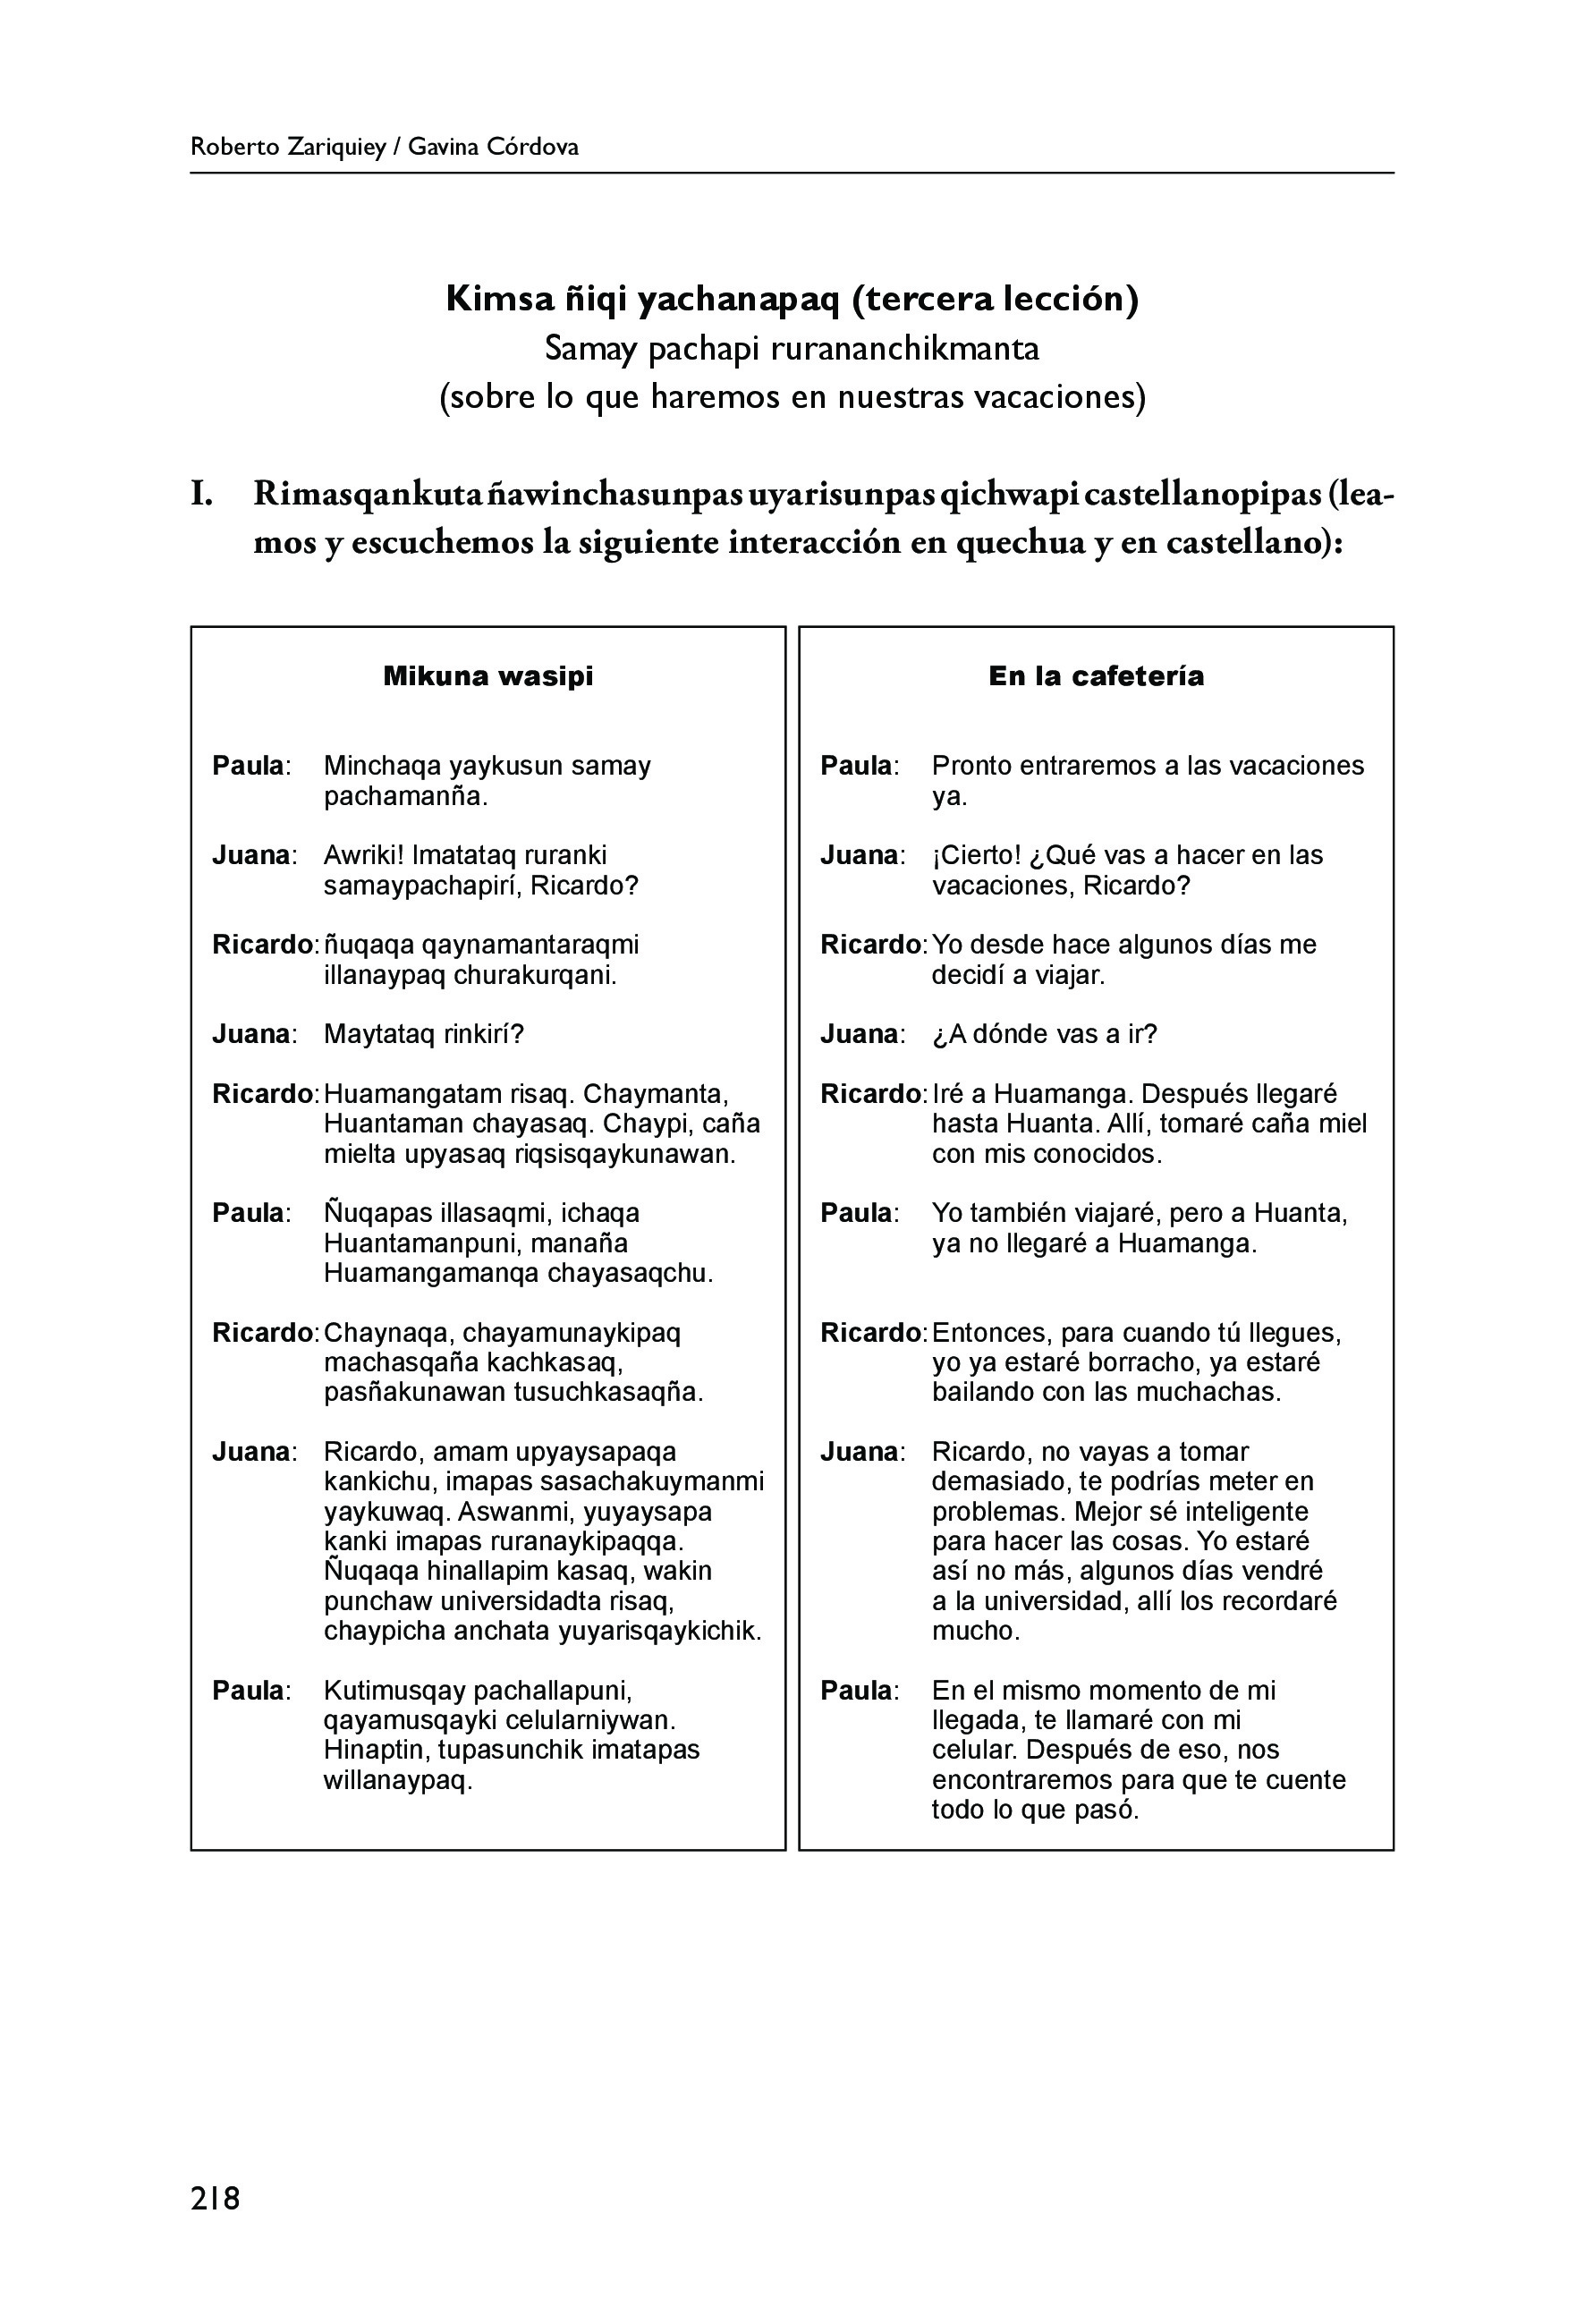 Roberto Zariquiey / Gavina Córdova
Kimsa ñiqi yachanapaq (tercera lección)
Samay pachapi rurananchikmanta
(sobre lo que haremos en nuestras vacaciones)
I. Rimasqankuta ñawinchasunpas uyarisunpas qichwapi castellanopipas (lea-
mos y escuchemos la siguiente interacción en quechua y en castellano):
Mikuna wasipi
Paula: Minchaqa yaykusun samay
pachamanña.
Juana: Awriki! Imatataq ruranki
samaypachapirí, Ricardo?
Ricardo: ñuqaqa qaynamantaraqmi
illanaypaq churakurqani.
Juana: Maytataq rinkirí?
Ricardo: Huamangatam risaq. Chaymanta,
Huantaman chayasaq. Chaypi, caña
mielta upyasaq riqsisqaykunawan.
Paula: Ñuqapas illasaqmi, ichaqa
Huantamanpuni, manaña
Huamangamanqa chayasaqchu.
Ricardo: Chaynaqa, chayamunaykipaq
machasqaña kachkasaq,
pasñakunawan tusuchkasaqña.
Juana: Ricardo, amam upyaysapaqa
kankichu, imapas sasachakuymanmi
yaykuwaq. Aswanmi, yuyaysapa
kanki imapas ruranaykipaqqa.
Ñuqaqa hinallapim kasaq, wakin
punchaw universidadta risaq,
chaypicha anchata yuyarisqaykichik.
Paula: Kutimusqay pachallapuni,
qayamusqayki celularniywan.
Hinaptin, tupasunchik imatapas
willanaypaq.
En la cafetería
Paula: Pronto entraremos a las vacaciones
ya.
Juana: ¡Cierto! ¿Qué vas a hacer en las
vacaciones, Ricardo?
Ricardo: Yo desde hace algunos días me
decidí a viajar.
Juana: ¿A dónde vas a ir?
Ricardo: Iré a Huamanga. Después llegaré
hasta Huanta. Allí, tomaré caña miel
con mis conocidos.
Paula: Yo también viajaré, pero a Huanta,
ya no llegaré a Huamanga.
Ricardo: Entonces, para cuando tú llegues,
yo ya estaré borracho, ya estaré
bailando con las muchachas.
Juana: Ricardo, no vayas a tomar
demasiado, te podrías meter en
problemas. Mejor sé inteligente
para hacer las cosas. Yo estaré
así no más, algunos días vendré
a la universidad, allí los recordaré
mucho.
Paula: En el mismo momento de mi
llegada, te llamaré con mi
celular. Después de eso, nos
encontraremos para que te cuente
todo lo que pasó.
218